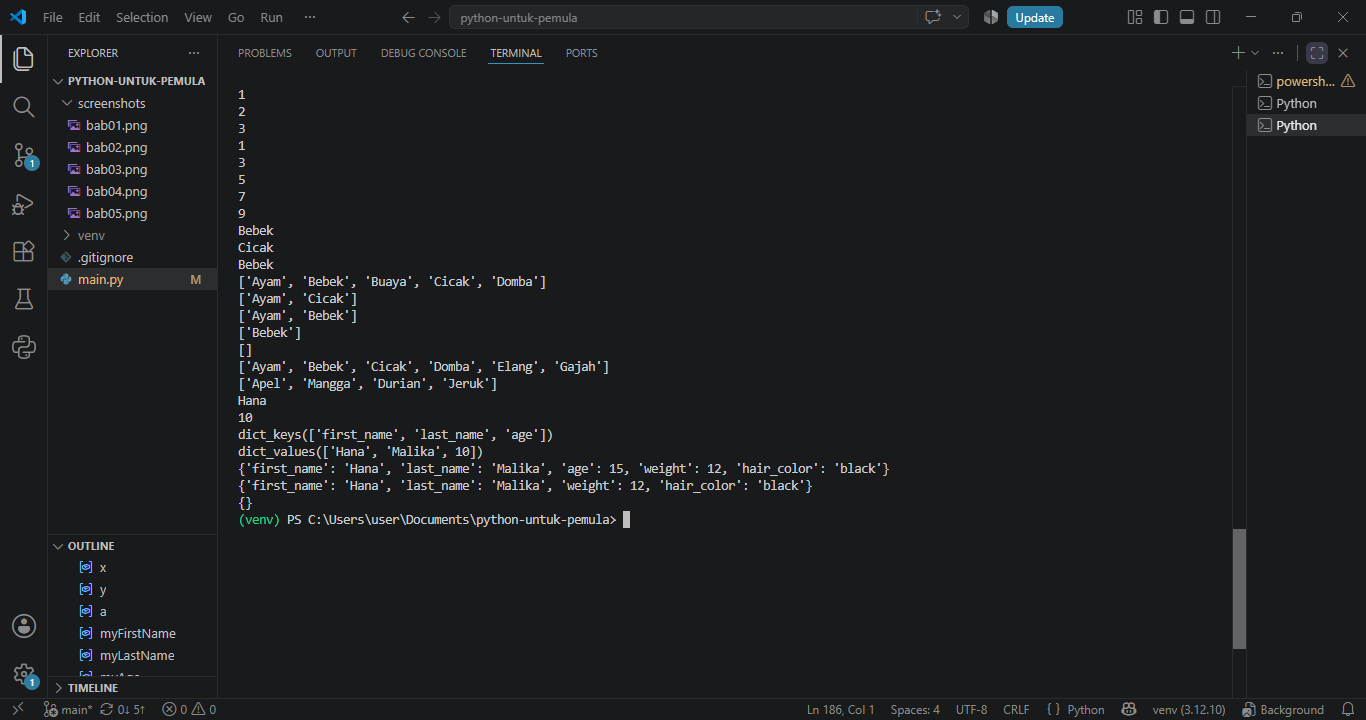 File Edit Selection View Go Run ··· python-untuk-pemula Update
EXPLORER ···
PYTHON-UNTUK-PEMULA
screenshots
bab01.png
bab02.png
bab03.png
bab04.png
bab05.png
venv
.gitignore
main.py M
OUTLINE
x
y
a
myFirstName
myLastName
TIMELINE
1
1
PROBLEMS OUTPUT DEBUG CONSOLE TERMINAL PORTS
1
2
3
1
3
5
7
9
Bebek
Cicak
Bebek
['Ayam', 'Bebek', 'Buaya', 'Cicak', 'Domba']
['Ayam', 'Cicak']
['Ayam', 'Bebek']
['Bebek']
[]
['Ayam', 'Bebek', 'Cicak', 'Domba', 'Elang', 'Gajah']
['Apel', 'Mangga', 'Durian', 'Jeruk']
Hana
10
dict_keys(['first_name', 'last_name', 'age'])
dict_values(['Hana', 'Malika', 10])
{'first_name': 'Hana', 'last_name': 'Malika', 'age': 15, 'weight': 12, 'hair_color': 'black'}
{'first_name': 'Hana', 'last_name': 'Malika', 'weight': 12, 'hair_color': 'black'}
{}
(venv) PS C:\Users\user\Documents\python-untuk-pemula>
powersh...
Python
Python
main* 0↓ 5↑ 0 0 Ln 186, Col 1 Spaces: 4 UTF-8 CRLF { } Python venv (3.12.10) Background